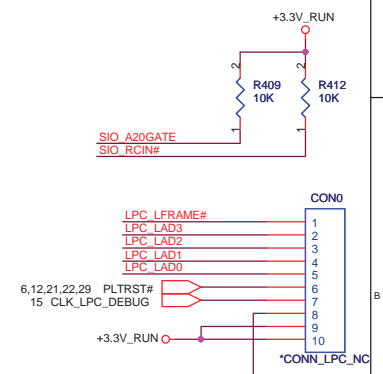 +3.3V_RUN
2 2
R409 R412
10K 10K
1 1
SIO_A20GATE
SIO_RCIN#
CON0
LPC_LFRAME# 1
LPC_LAD3 2
LPC_LAD2 3
LPC_LAD1 4
LPC_LAD0 5
6,12,21,22,29 PLTRST# 6
15 CLK_LPC_DEBUG 7
B
8
9
+3.3V_RUN 10
*CONN_LPC_NC